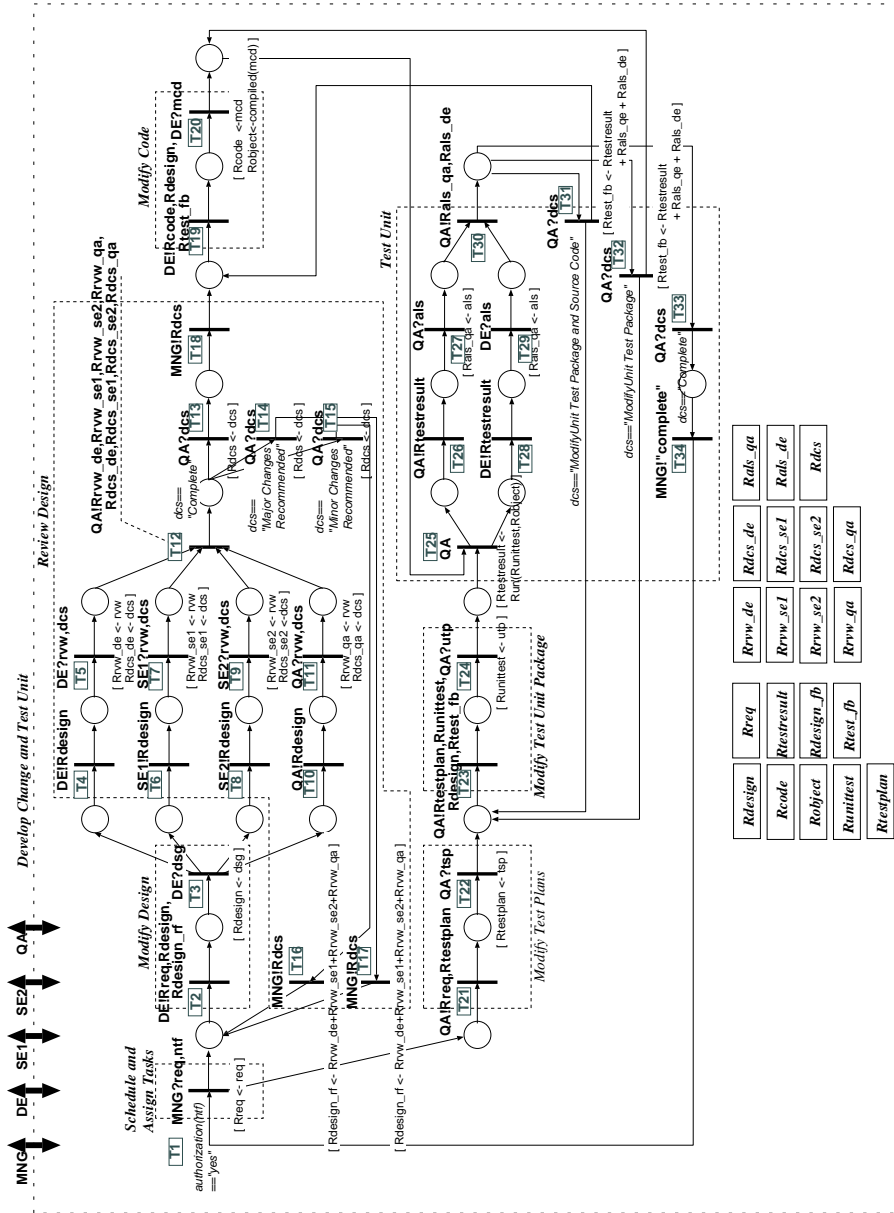 Develop Change and Test Unit
MNG
DE
SE1
SE2
QA
Schedule and
Assign Tasks
T1
MNG?req,ntf
authorization(ntf)
=="yes"
[ Rreq <- req ]
Modify Design
DE!Rreq,Rdesign,
Rdesign_rf
T2
DE?dsg
T3
[ Rdesign <- dsg ]
Review Design
DE!Rdesign
T4
DE?rvw,dcs
T5
[ Rrvw_de <- rvw
Rdcs_de <- dcs ]
SE1!Rdesign
T6
SE1?rvw,dcs
T7
[ Rrvw_se1 <- rvw
Rdcs_se1 <- dcs ]
SE2!Rdesign
T8
SE2?rvw,dcs
T9
[ Rrvw_se2 <- rvw
Rdcs_se2 <-dcs ]
QA!Rdesign
T10
QA?rvw,dcs
T11
[ Rrvw_qa <- rvw
Rdcs_qa <- dcs ]
QA!Rrvw_de,Rrvw_se1,Rrvw_se2,Rrvw_qa,
Rdcs_de,Rdcs_se1,Rdcs_se2,Rdcs_qa
T12
dcs==
"Complete"
QA?dcs
T13
[ Rdcs <- dcs ]
dcs==
"Major Changes
Recommended"
QA?dcs
T14
[ Rdcs <- dcs ]
dcs==
"Minor Changes
Recommended"
QA?dcs
T15
[ Rdcs <- dcs ]
MNG!Rdcs
T16
MNG!Rdcs
T17
[ Rdesign_rf <- Rrvw_de+Rrvw_se1+Rrvw_se2+Rrvw_qa ]
[ Rdesign_rf <- Rrvw_de+Rrvw_se1+Rrvw_se2+Rrvw_qa ]
MNG!Rdcs
T18
Modify Code
DE!Rcode,Rdesign,
Rtest_fb
T19
DE?mcd
T20
[ Rcode <-mcd
Robject<-compiled(mcd) ]
QA!Rreq,Rtestplan
T21
QA?tsp
T22
[ Rtestplan <-tsp ]
Modify Test Plans
QA!Rtestplan,Runittest,
Rdesign,Rtest_fb
T23
QA?utp
T24
[ Runittest <- utp ]
Modify Test Unit Package
Test Unit
T25
QA
[ Rtestresult <-
Run(Runittest,Robject) ]
QA!Rtestresult
T26
QA?als
T27
[ Rals_qa <- als ]
DE!Rtestresult
T28
DE?als
T29
[ Rals_qa <- als ]
QA!Rals_qa,Rals_de
T30
QA?dcs
T31
dcs=="ModifyUnit Test Package and Source Code"
[ Rtest_fb <- Rtestresult
+ Rals_qe + Rals_de ]
QA?dcs
T32
dcs=="ModifyUnit Test Package"
[ Rtest_fb <- Rtestresult
+ Rals_qe + Rals_de ]
QA?dcs
T33
dcs=="Complete"
MNG!"complete"
T34
Rdesign
Rreq
Rrvw_de
Rdcs_de
Rals_qa
Rcode
Rtestresult
Rrvw_se1
Rdcs_se1
Rals_de
Robject
Rdesign_fb
Rrvw_se2
Rdcs_se2
Rdcs
Runittest
Rtest_fb
Rrvw_qa
Rdcs_qa
Rtestplan